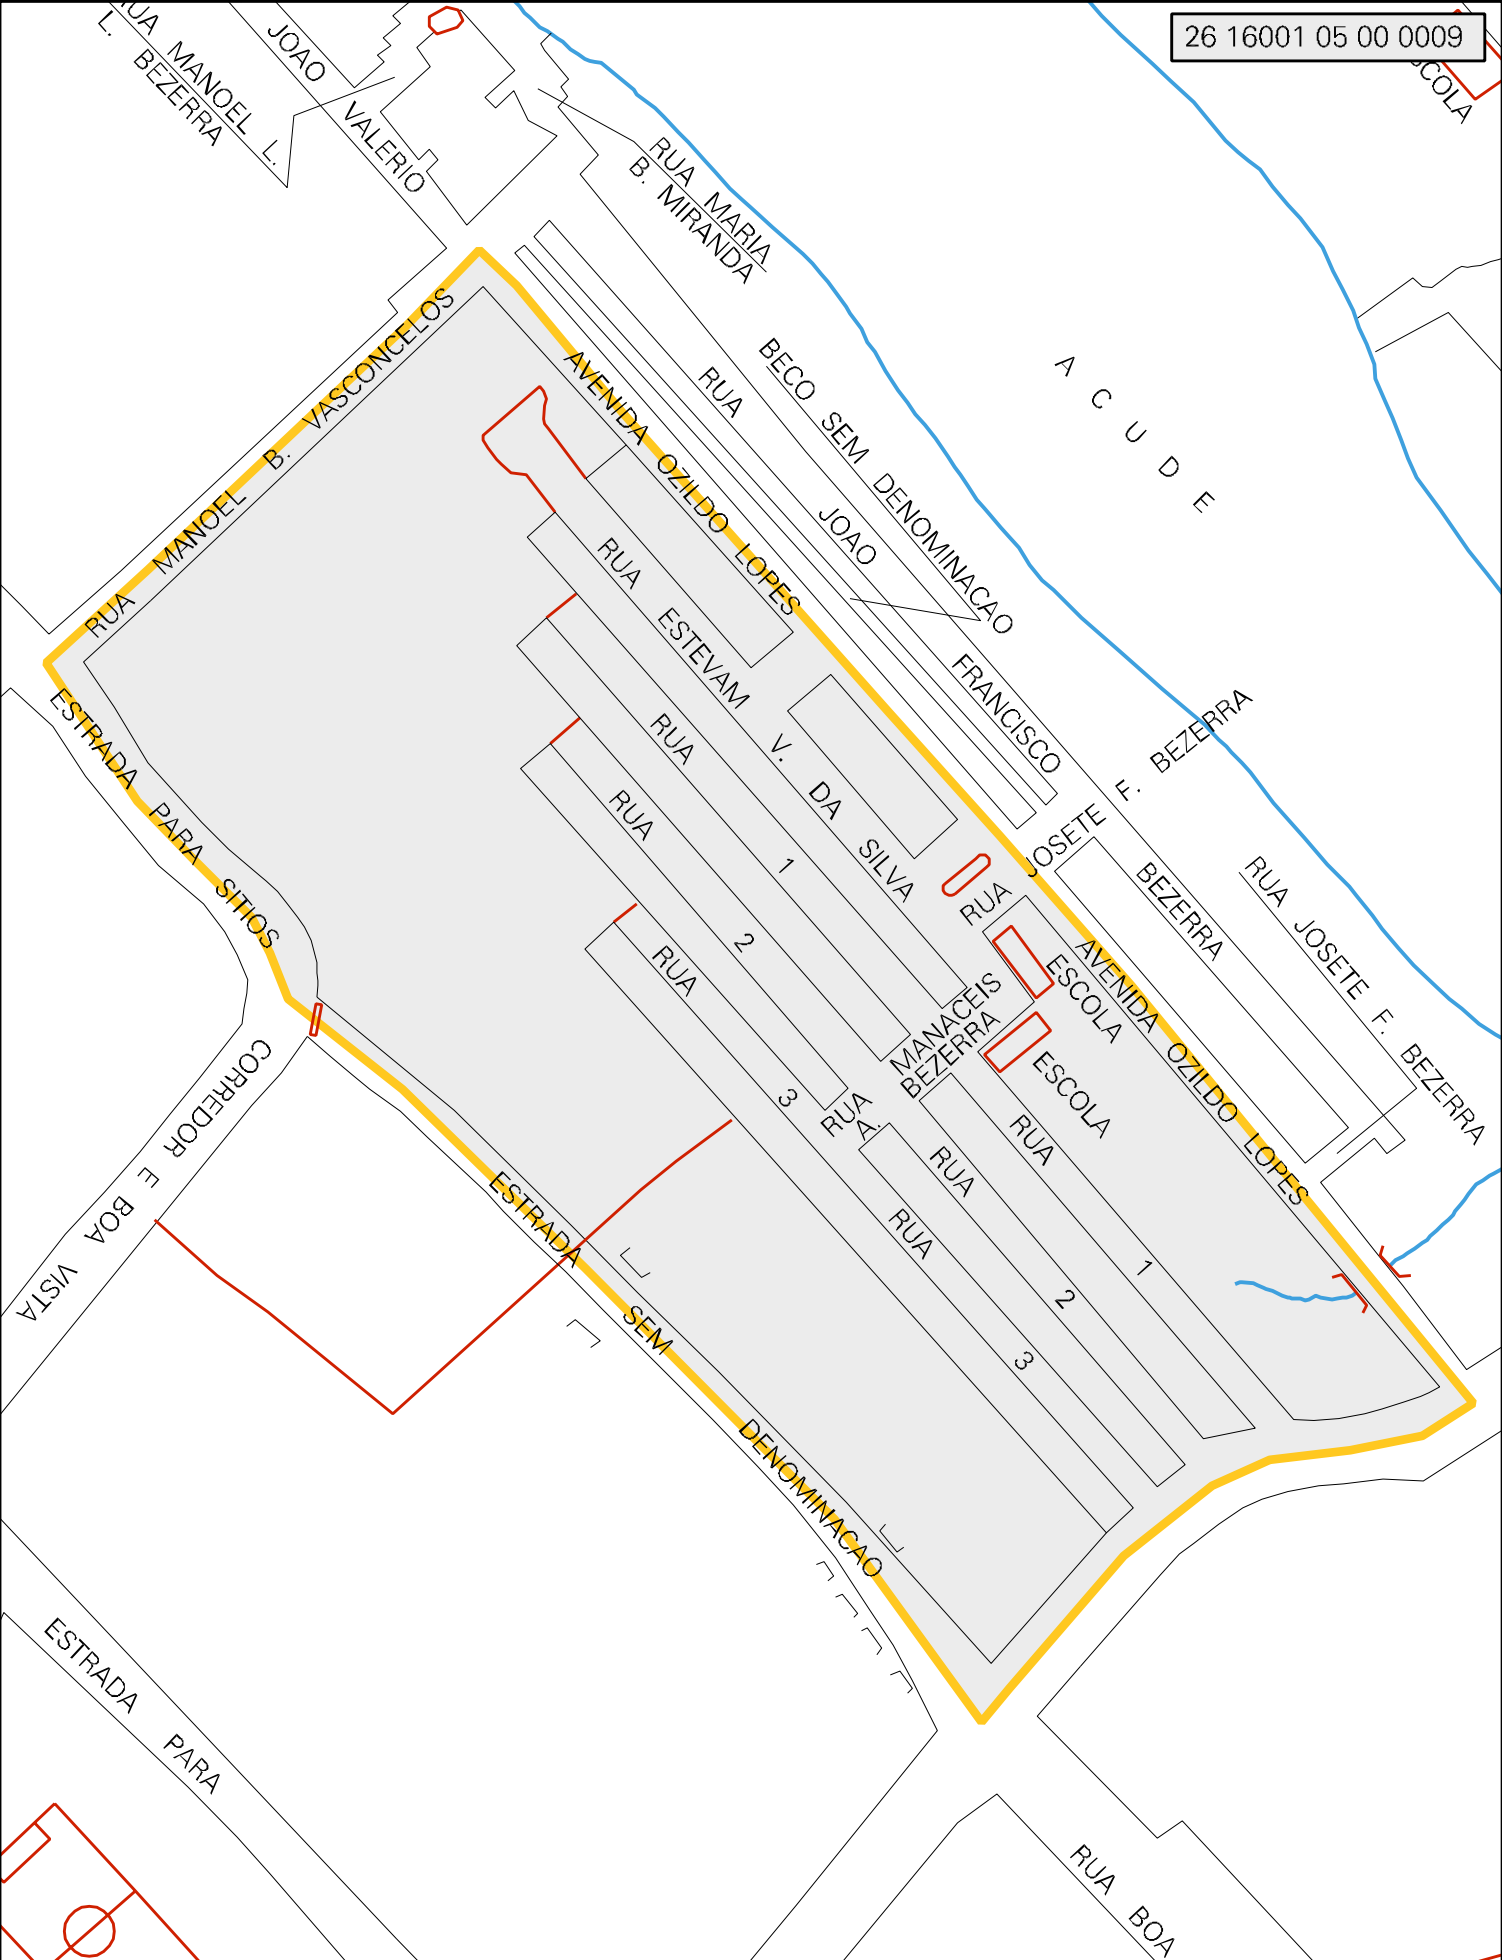 26 16001 05 00 0009
RUA MANOEL L.
L. BEZERRA
JOAO VALERIO
RUA MARIA
B. MIRANDA
ACUDE
BECO SEM DENOMINACAO
RUA JOAO FRANCISCO BEZERRA
AVENIDA OZILDO LOPES
RUA MANOEL B. VASCONCELOS
RUA ESTEVAM V. DA SILVA
ESTRADA PARA SITIOS
RUA 1
RUA 2
RUA 3
RUA JOSETE F. BEZERRA
RUA JOSETE F. BEZERRA
ESCOLA
ESCOLA
AVENIDA OZILDO LOPES
RUA A.
MANACEIS
BEZERRA
RUA 1
RUA 2
RUA 3
CORREDOR E BOA VISTA
ESTRADA SEM DENOMINACAO
ESTRADA PARA
RUA BOA